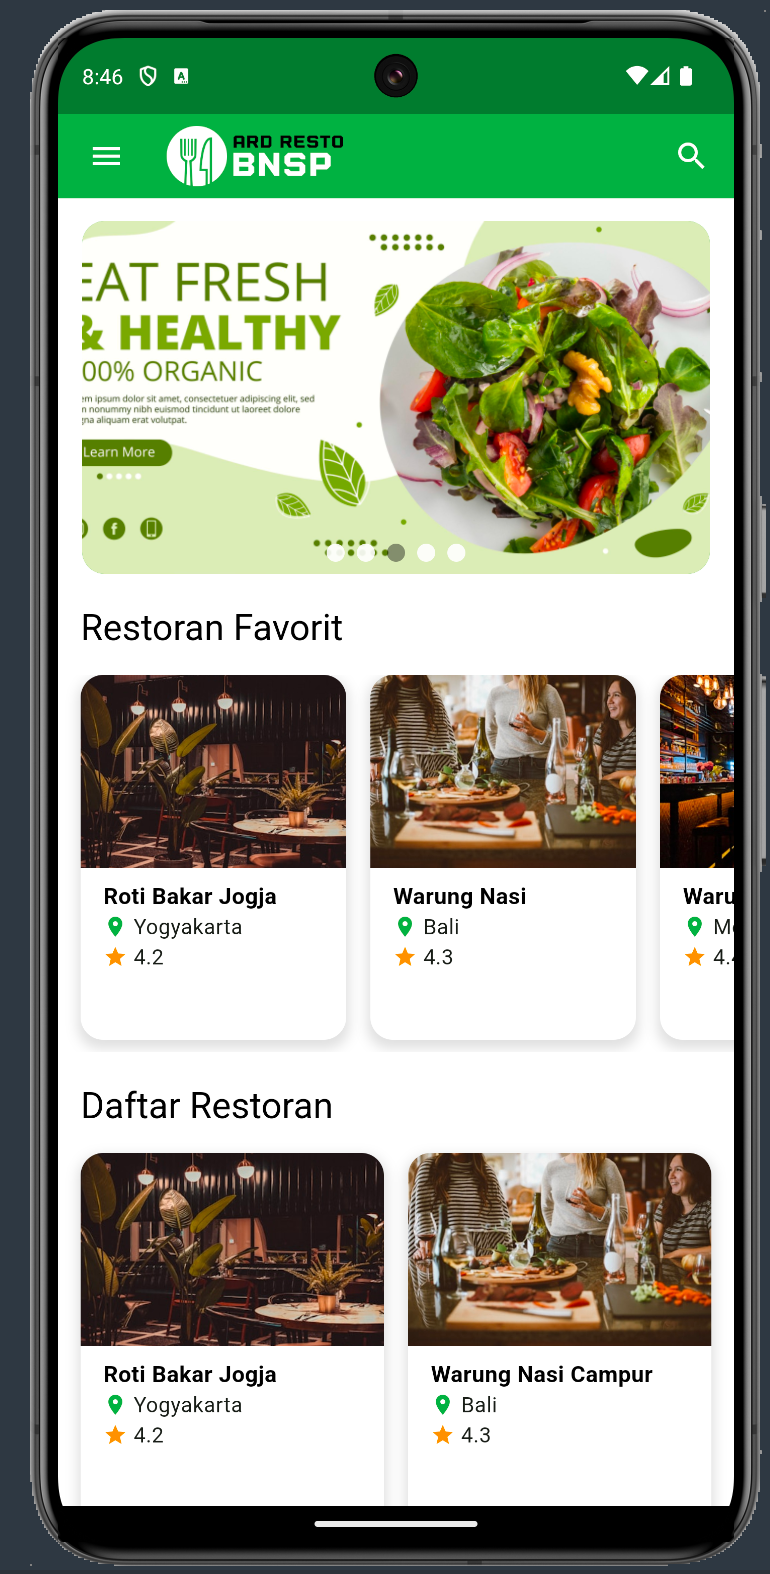 8:46
ARD RESTO
BNSP
EAT FRESH
& HEALTHY
00% ORGANIC
em ipsum dolor sit amet, consectetuer adipiscing elit, sed
n nonummy nibh euismod tincidunt ut laoreet dolore
gna aliquam erat volutpat.
Learn More
Restoran Favorit
Roti Bakar Jogja
Yogyakarta
4.2
Warung Nasi
Bali
4.3
Waru
4.4
Daftar Restoran
Roti Bakar Jogja
Yogyakarta
4.2
Warung Nasi Campur
Bali
4.3